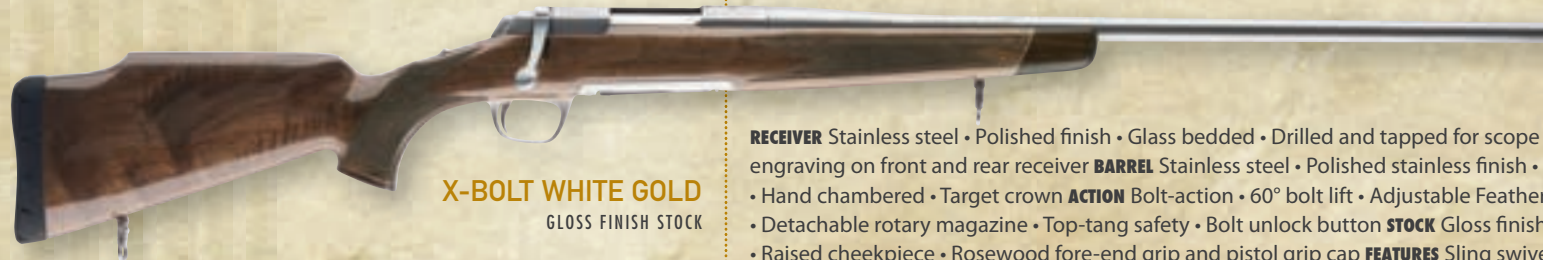 X-BOLT WHITE GOLD
GLOSS FINISH STOCK
RECEIVER Stainless steel • Polished finish • Glass bedded • Drilled and tapped for scope
engraving on front and rear receiver BARREL Stainless steel • Polished stainless finish •
• Hand chambered • Target crown ACTION Bolt-action • 60° bolt lift • Adjustable Feather
• Detachable rotary magazine • Top-tang safety • Bolt unlock button STOCK Gloss finish
• Raised cheekpiece • Rosewood fore-end grip and pistol grip cap FEATURES Sling swive